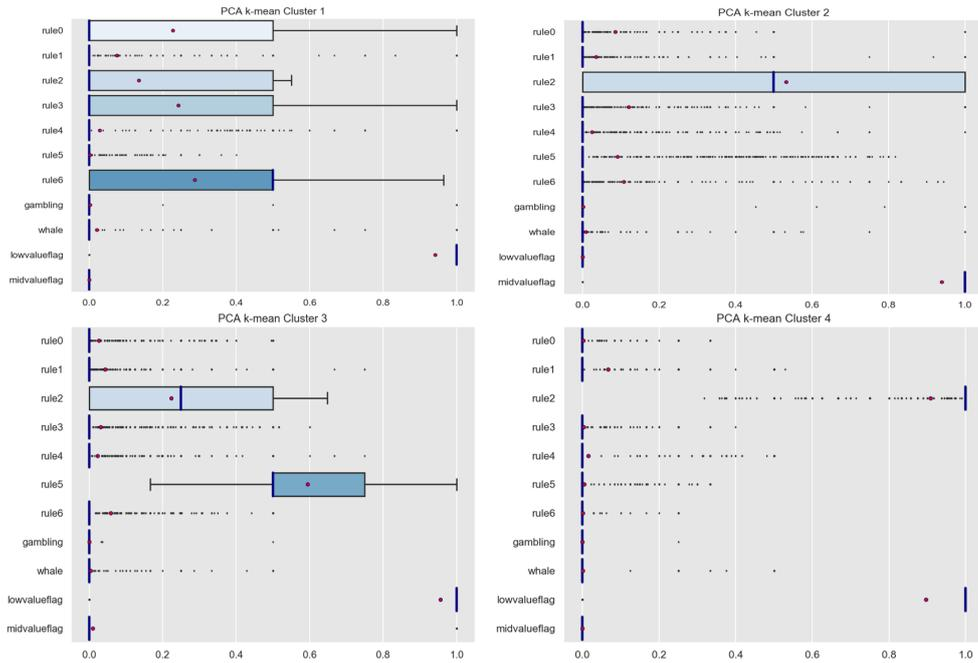 PCA k-mean Cluster 1
rule0
rule1
rule2
rule3
rule4
rule5
rule6
gambling
whale
lowvalueflag
midvalueflag
0.0 0.2 0.4 0.6 0.8 1.0
PCA k-mean Cluster 2
rule0
rule1
rule2
rule3
rule4
rule5
rule6
gambling
whale
lowvalueflag
midvalueflag
0.0 0.2 0.4 0.6 0.8 1.0
PCA k-mean Cluster 3
rule0
rule1
rule2
rule3
rule4
rule5
rule6
gambling
whale
lowvalueflag
midvalueflag
0.0 0.2 0.4 0.6 0.8 1.0
PCA k-mean Cluster 4
rule0
rule1
rule2
rule3
rule4
rule5
rule6
gambling
whale
lowvalueflag
midvalueflag
0.0 0.2 0.4 0.6 0.8 1.0